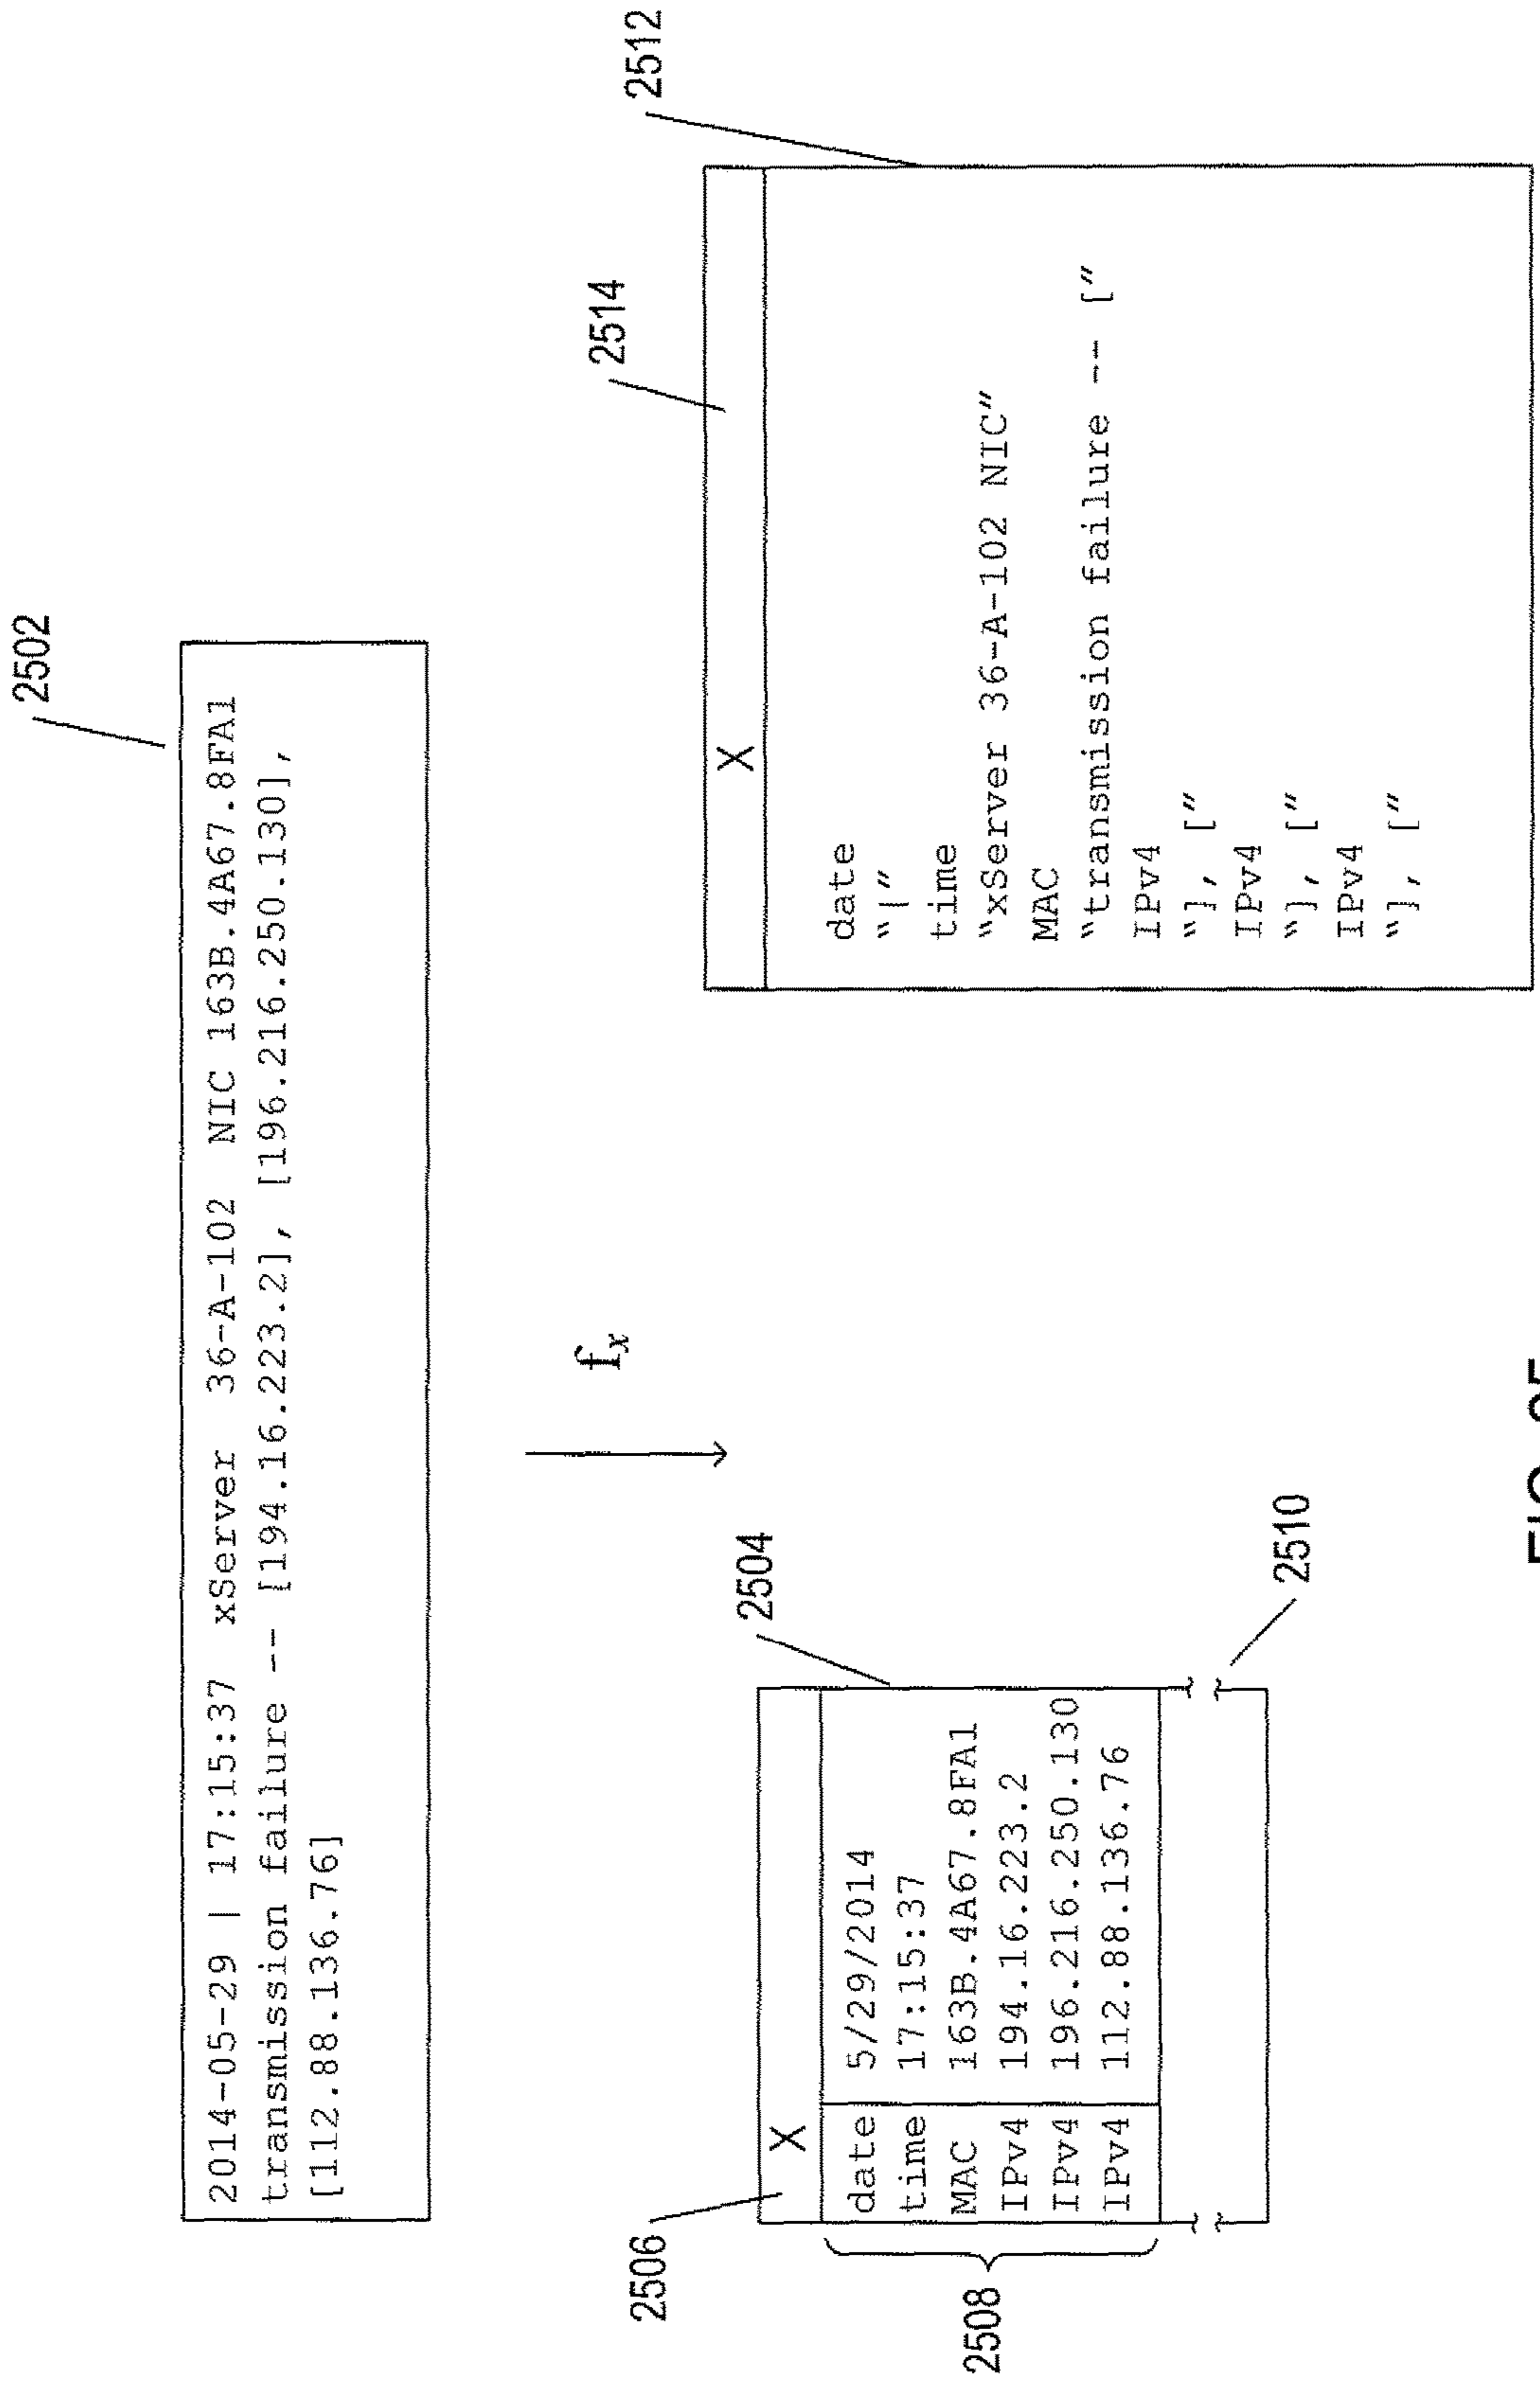 2502
2014-05-29 | 17:15:37 xServer 36-A-102 NIC 163B.4A67.8FA1
transmission failure -- [194.16.223.2], [196.216.250.130],
[112.88.136.76]
fx
2506
2504
X
date 5/29/2014
time 17:15:37
MAC 163B.4A67.8FA1
IPv4 194.16.223.2
IPv4 196.216.250.130
IPv4 112.88.136.76
2508
2510
2514
2512
X
date
“|”
time
“xServer 36-A-102 NIC”
MAC
“transmission failure -- [”
IPv4
“], [”
IPv4
“], [”
IPv4
“], [”